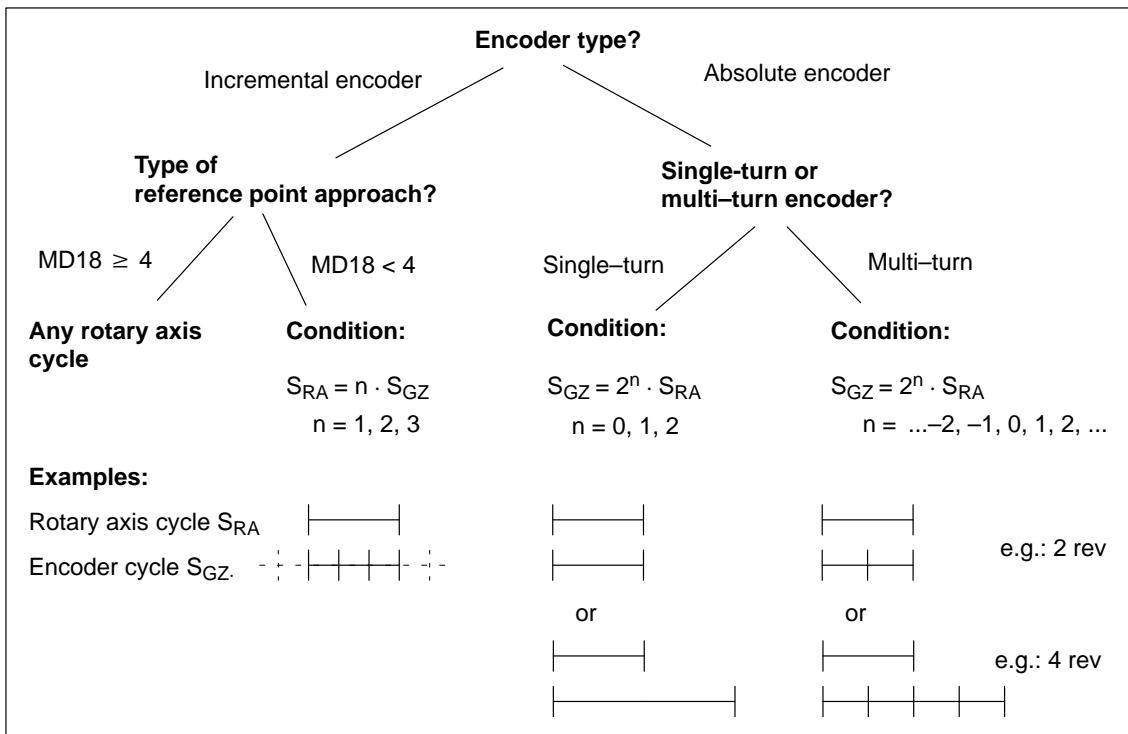 Encoder type?
Incremental encoder
Absolute encoder
Type of
reference point approach?
Single-turn or
multi–turn encoder?
MD18 ≥ 4
MD18 < 4
Single–turn
Multi–turn
Any rotary axis
cycle
Condition:
S_RA = n · S_GZ
n = 1, 2, 3
Condition:
S_GZ = 2^n · S_RA
n = 0, 1, 2
Condition:
S_GZ = 2^n · S_RA
n = ...–2, –1, 0, 1, 2, ...
Examples:
Rotary axis cycle S_RA
Encoder cycle S_GZ.
e.g.: 2 rev
or
or
e.g.: 4 rev